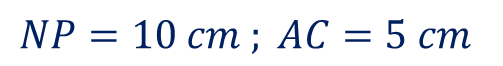 NP = 10 cm ; AC = 5 cm